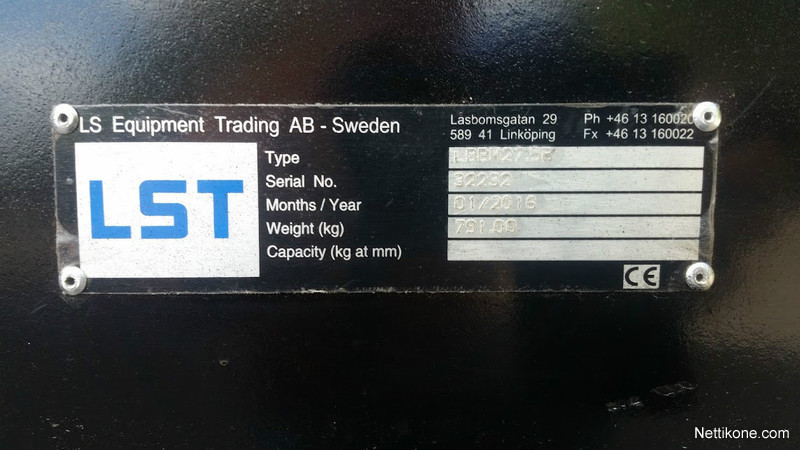 LS Equipment Trading AB - Sweden
Låsbomsgatan 29
589 41 Linköping
Ph +46 13 160020
Fx +46 13 160022
LST
Type
Serial No. 32232
Months / Year 01/2016
Weight (kg) 791.00
Capacity (kg at mm)
CE
Nettikone.com